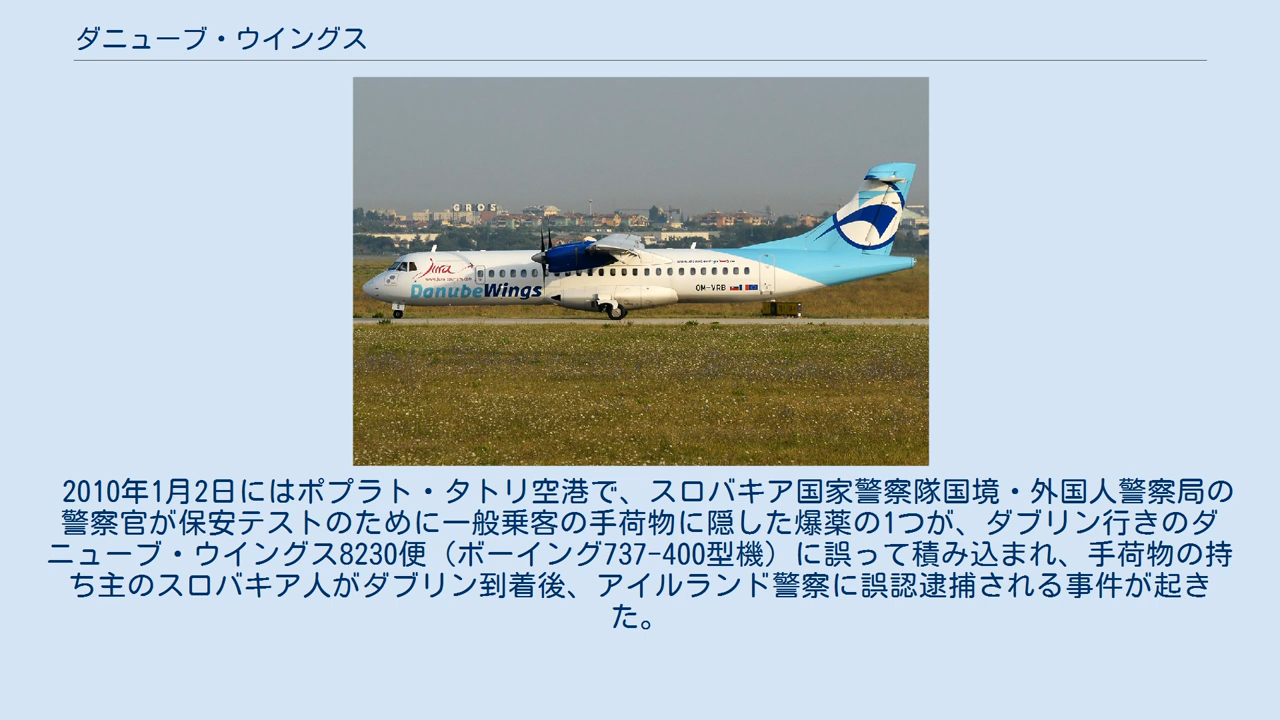 ダニューブ・ウイングス
GROS
Jura
DanubeWings
OM-VRB
2010年1月2日にはポプラト・タトリ空港で、スロバキア国家警察隊国境・外国人警察局の
警察官が保安テストのために一般乗客の手荷物に隠した爆薬の1つが、ダブリン行きのダ
ニューブ・ウイングス8230便（ボーイング737-400型機）に誤って積み込まれ、手荷物の持
ち主のスロバキア人がダブリン到着後、アイルランド警察に誤認逮捕される事件が起き
た。